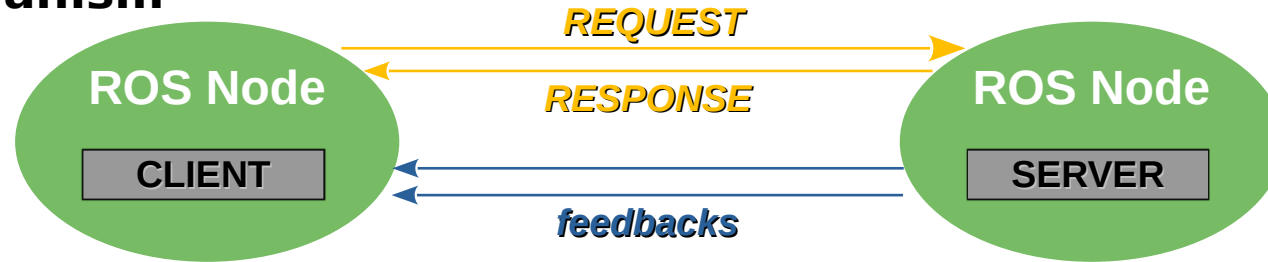 REQUEST
ROS Node
ROS Node
RESPONSE
CLIENT
SERVER
feedbacks